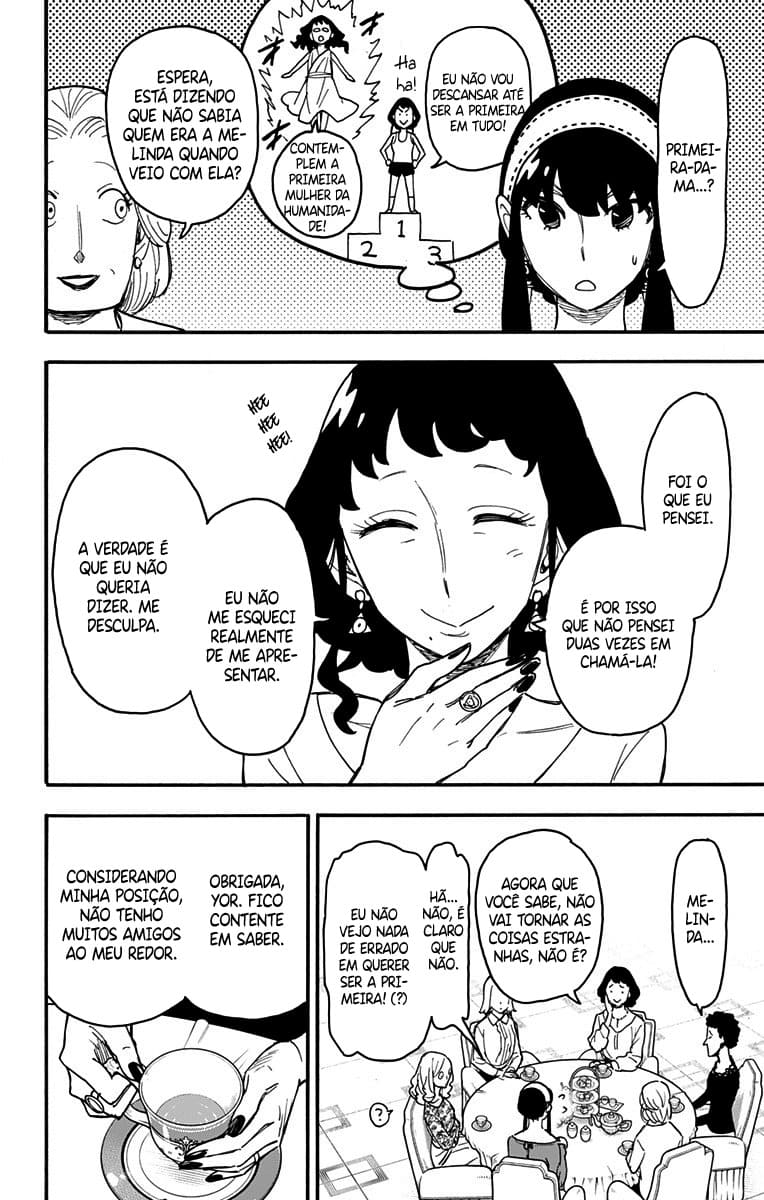 PRIMEI-
RA-DA-
MA...?
EU NÃO VOU
DESCANSAR ATÉ
SER A PRIMEIRA
EM TUDO!
Ha
ha!
1
2
3
CONTEM-
PLEM A
PRIMEIRA
MULHER DA
HUMANIDA-
DE!
ESPERA,
ESTÁ DIZENDO
QUE NÃO SABIA
QUEM ERA A ME-
LINDA QUANDO
VEIO COM ELA?
FOI O
QUE EU
PENSEI.
É POR ISSO
QUE NÃO PENSEI
DUAS VEZES EM
CHAMÁ-LA!
HEE
HEE
HEE!
EU NÃO
ME ESQUECI
REALMENTE
DE ME APRE-
SENTAR.
A VERDADE É
QUE EU NÃO
QUERIA
DIZER. ME
DESCULPA.
ME-
LIN-
DA...
AGORA QUE
VOCÊ SABE, NÃO
VAI TORNAR AS
COISAS ESTRA-
NHAS, NÃO É?
HÃ...
NÃO, É
CLARO
QUE
NÃO.
EU NÃO
VEJO NADA
DE ERRADO
EM QUERER
SER A PRI-
MEIRA! (?)
?
OBRIGADA,
YOR. FICO
CONTENTE
EM SABER.
CONSIDERANDO
MINHA POSIÇÃO,
NÃO TENHO
MUITOS AMIGOS
AO MEU REDOR.